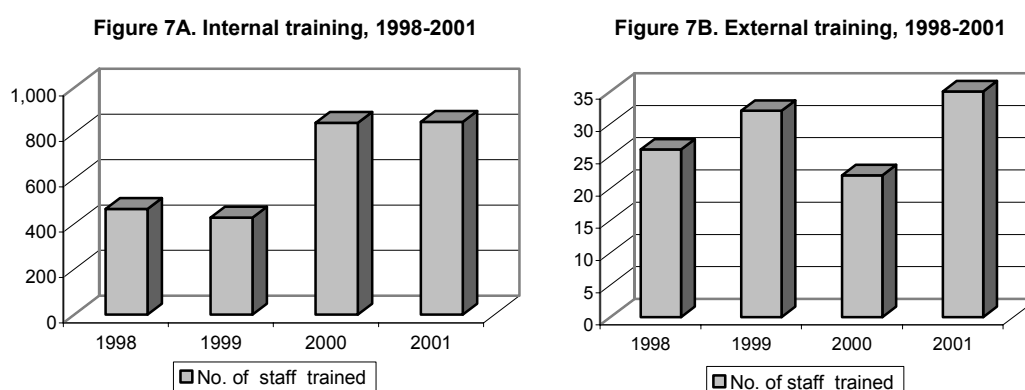 Figure 7A. Internal training, 1998-2001
1,000
800
600
400
200
0
1998 1999 2000 2001
No. of staff trained
Figure 7B. External training, 1998-2001
35
30
25
20
15
10
5
0
1998 1999 2000 2001
No. of staff trained